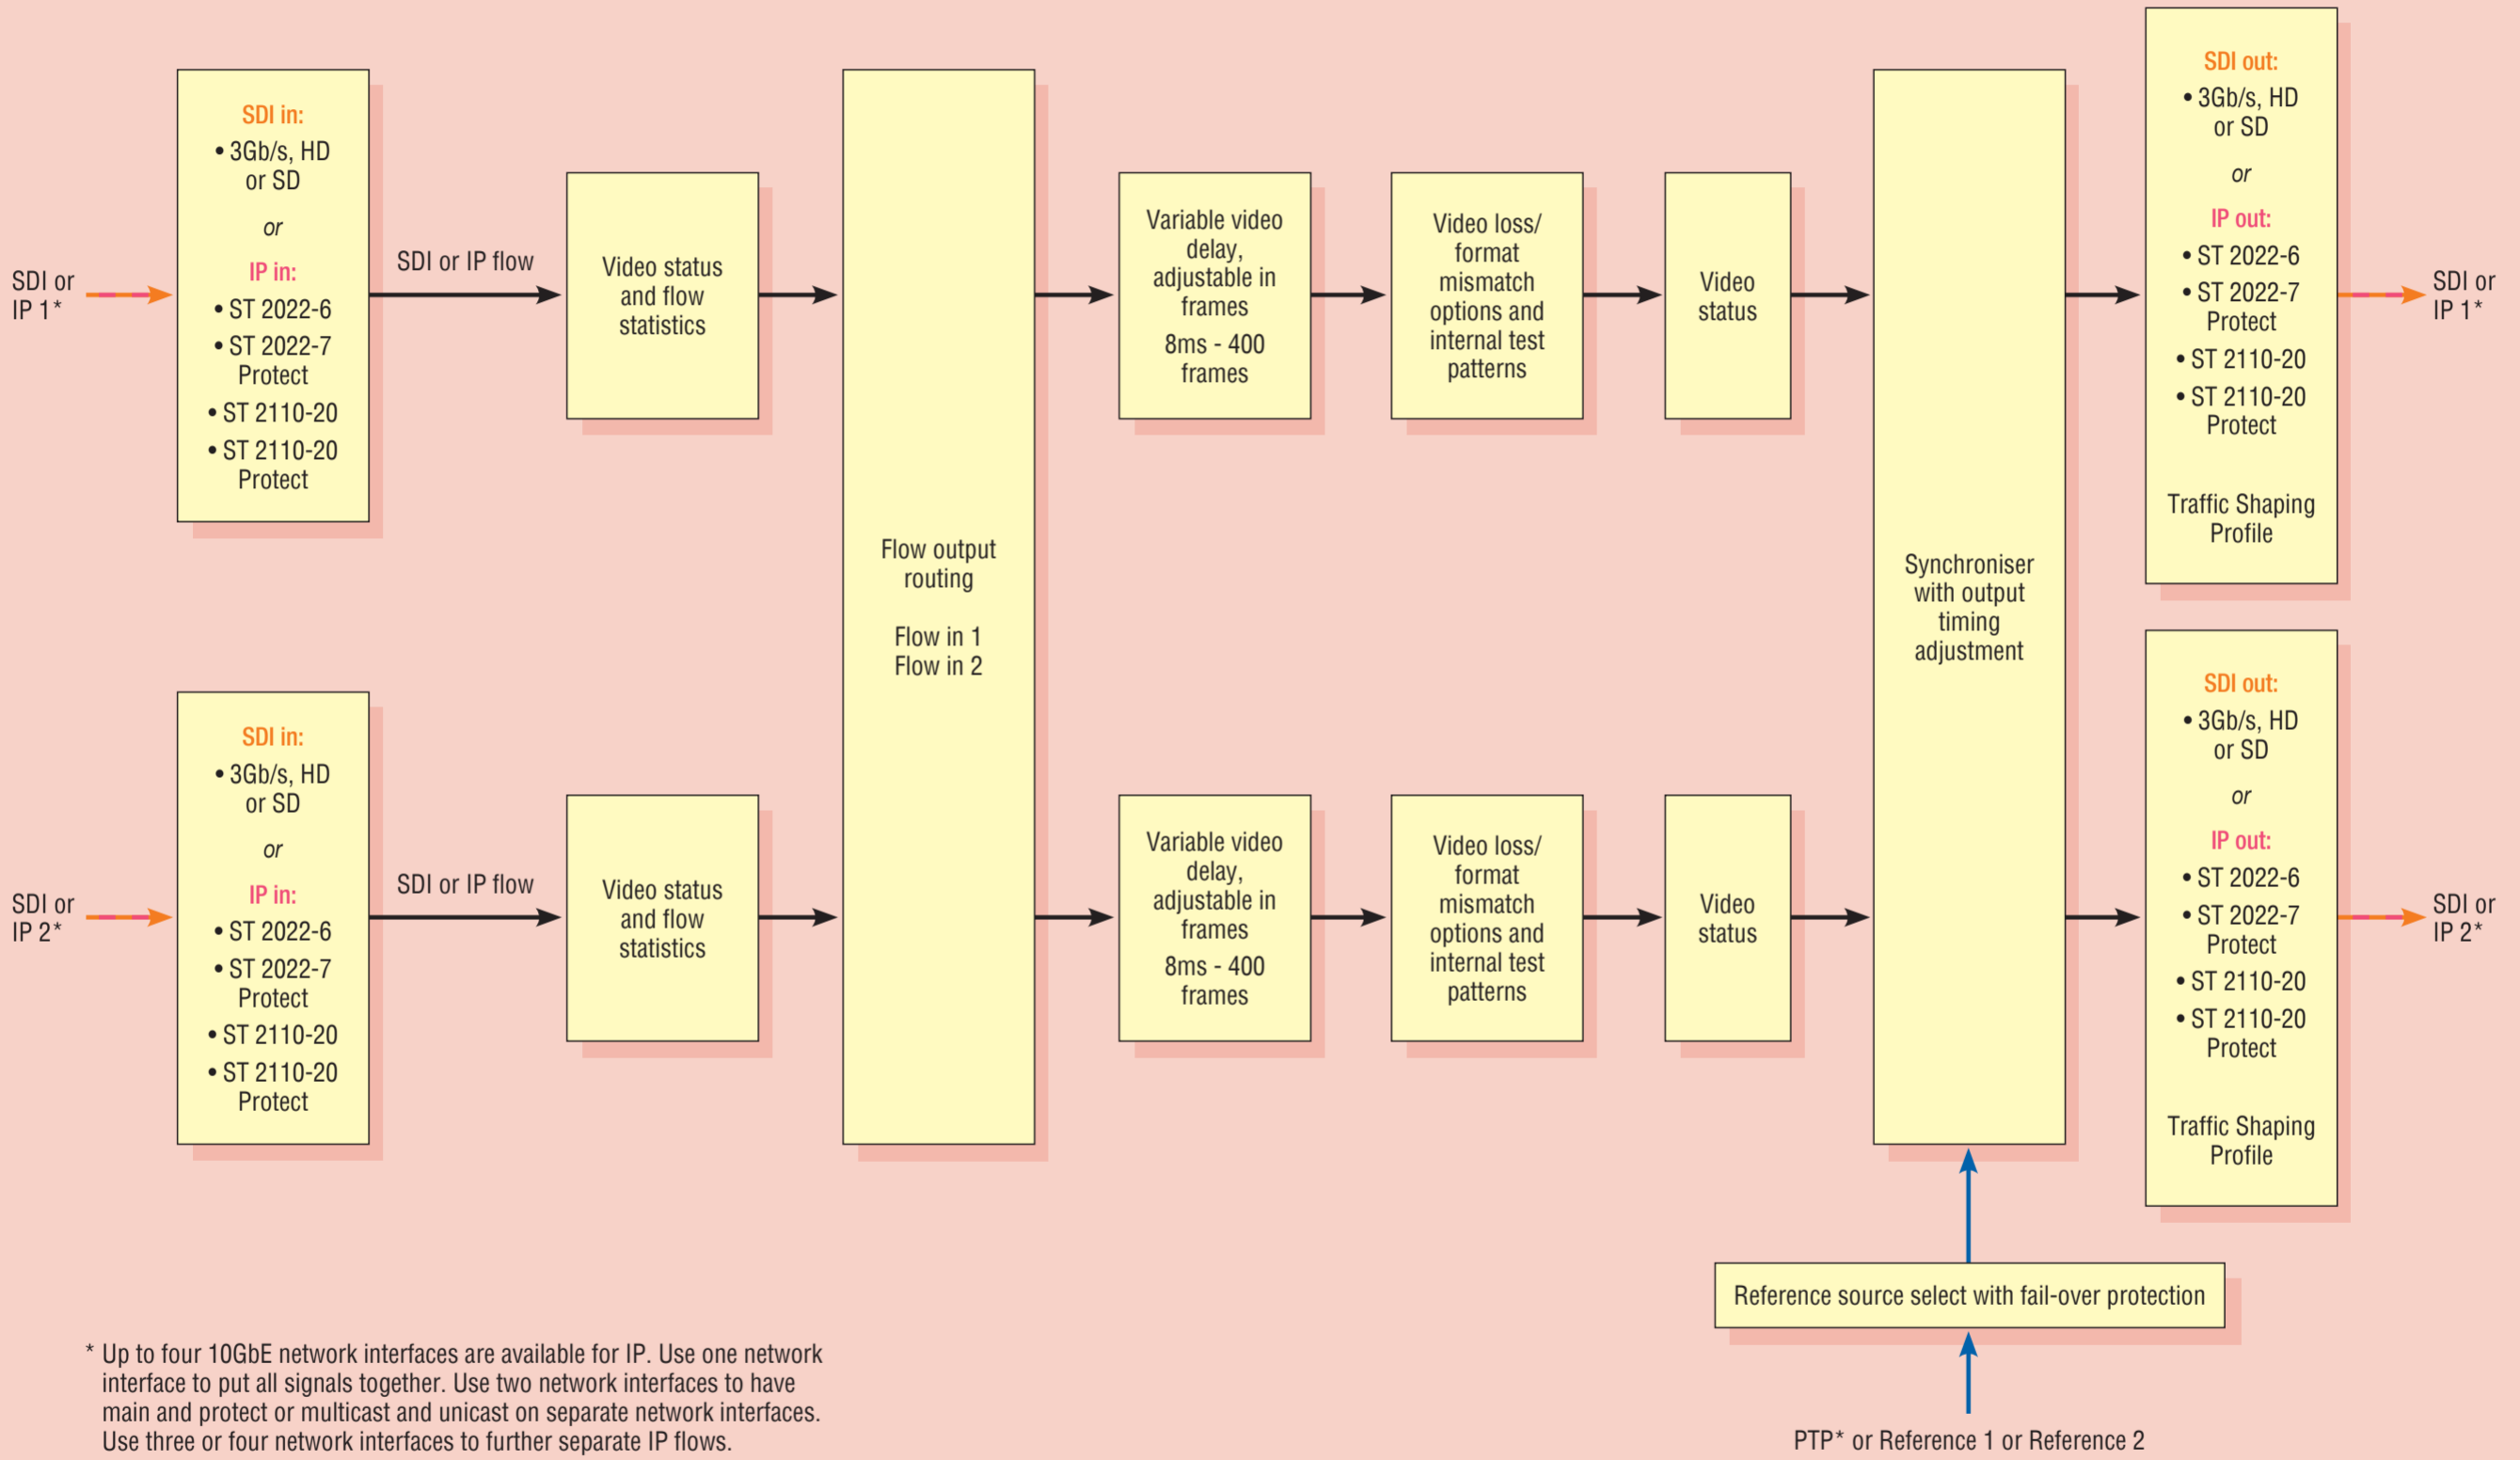 SDI or
IP 1*
SDI in:
• 3Gb/s, HD
or SD
or
IP in:
• ST 2022-6
• ST 2022-7
Protect
• ST 2110-20
• ST 2110-20
Protect
SDI or IP flow
Video status
and flow
statistics
Flow output
routing
Flow in 1
Flow in 2
Variable video
delay,
adjustable in
frames
8ms - 400
frames
Video loss/
format
mismatch
options and
internal test
patterns
Video
status
Synchroniser
with output
timing
adjustment
SDI out:
• 3Gb/s, HD
or SD
or
IP out:
• ST 2022-6
• ST 2022-7
Protect
• ST 2110-20
• ST 2110-20
Protect
Traffic Shaping
Profile
SDI or
IP 1*
SDI or
IP 2*
SDI in:
• 3Gb/s, HD
or SD
or
IP in:
• ST 2022-6
• ST 2022-7
Protect
• ST 2110-20
• ST 2110-20
Protect
SDI or IP flow
Video status
and flow
statistics
Variable video
delay,
adjustable in
frames
8ms - 400
frames
Video loss/
format
mismatch
options and
internal test
patterns
Video
status
SDI out:
• 3Gb/s, HD
or SD
or
IP out:
• ST 2022-6
• ST 2022-7
Protect
• ST 2110-20
• ST 2110-20
Protect
Traffic Shaping
Profile
SDI or
IP 2*
Reference source select with fail-over protection
PTP* or Reference 1 or Reference 2
* Up to four 10GbE network interfaces are available for IP. Use one network
interface to put all signals together. Use two network interfaces to have
main and protect or multicast and unicast on separate network interfaces.
Use three or four network interfaces to further separate IP flows.